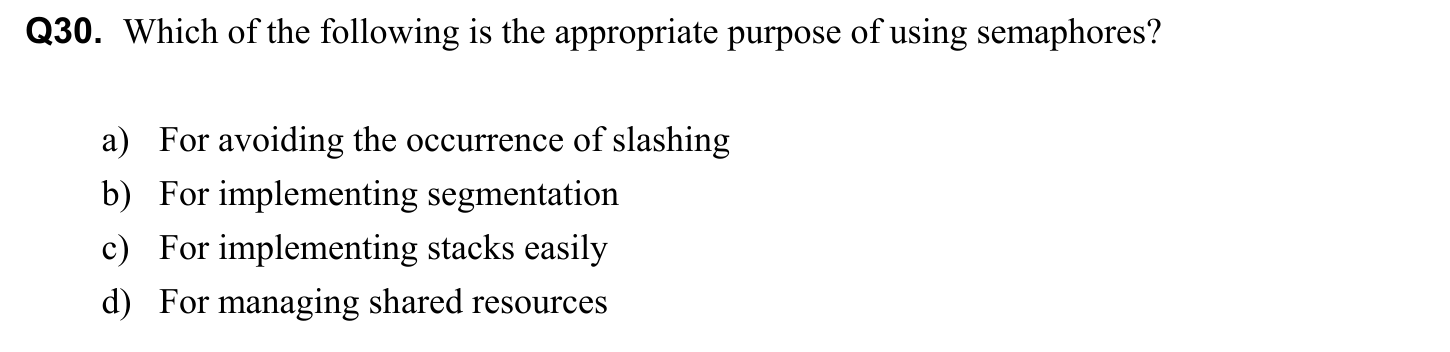 Q30. Which of the following is the appropriate purpose of using semaphores?
a) For avoiding the occurrence of slashing
b) For implementing segmentation
c) For implementing stacks easily
d) For managing shared resources